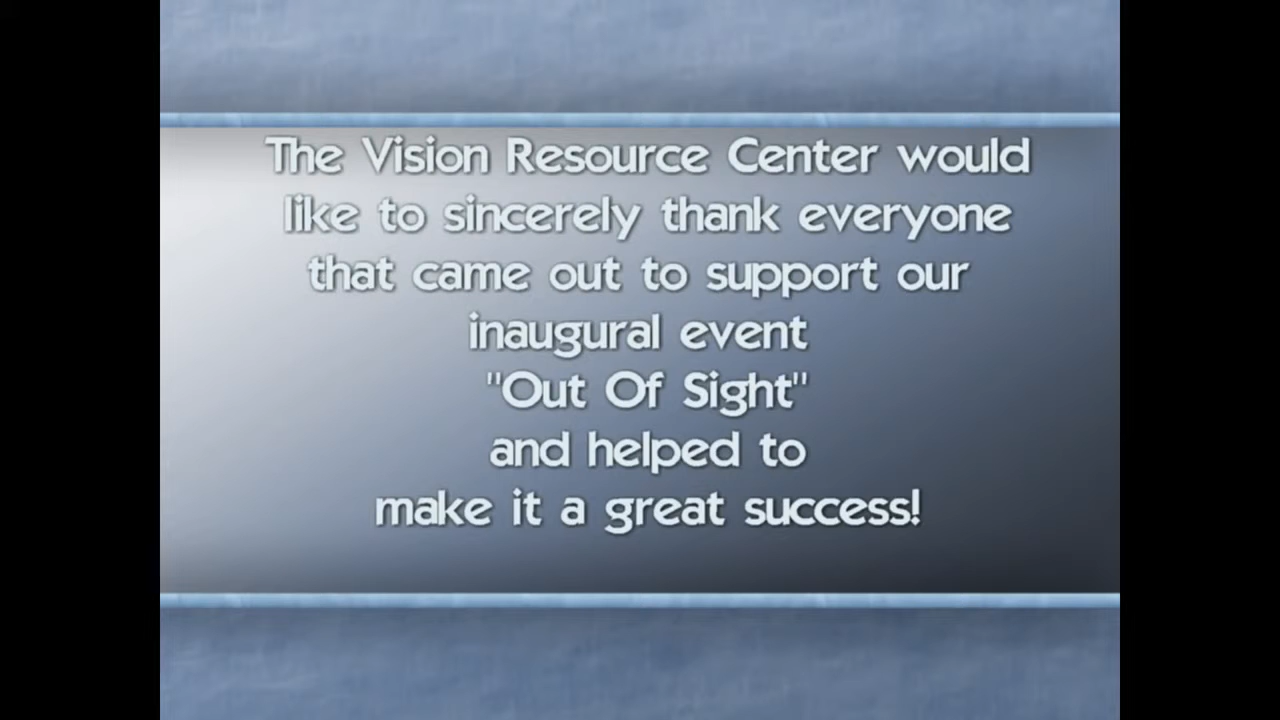 The Vision Resource Center would
like to sincerely thank everyone
that came out to support our
inaugural event
"Out Of Sight"
and helped to
make it a great success!